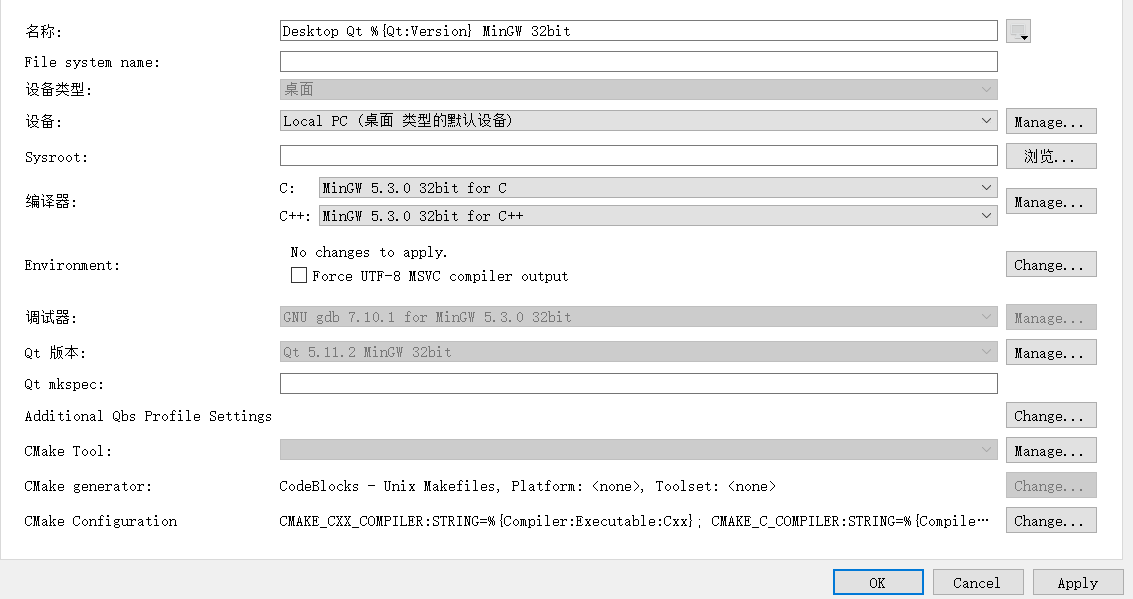 名称: Desktop Qt %{Qt:Version} MinGW 32bit
File system name:
设备类型: 桌面
设备: Local PC (桌面 类型的默认设备) Manage...
Sysroot: 浏览...
编译器: C: MinGW 5.3.0 32bit for C
C++: MinGW 5.3.0 32bit for C++ Manage...
No changes to apply.
Environment: Change...
Force UTF-8 MSVC compiler output
调试器: GNU gdb 7.10.1 for MinGW 5.3.0 32bit Manage...
Qt 版本: Qt 5.11.2 MinGW 32bit Manage...
Qt mkspec:
Additional Qbs Profile Settings Change...
CMake Tool: Manage...
CMake generator: CodeBlocks - Unix Makefiles, Platform: <none>, Toolset: <none> Change...
CMake Configuration CMAKE_CXX_COMPILER:STRING=%{Compiler:Executable:Cxx}; CMAKE_C_COMPILER:STRING=%{Compile… Change...
OK Cancel Apply